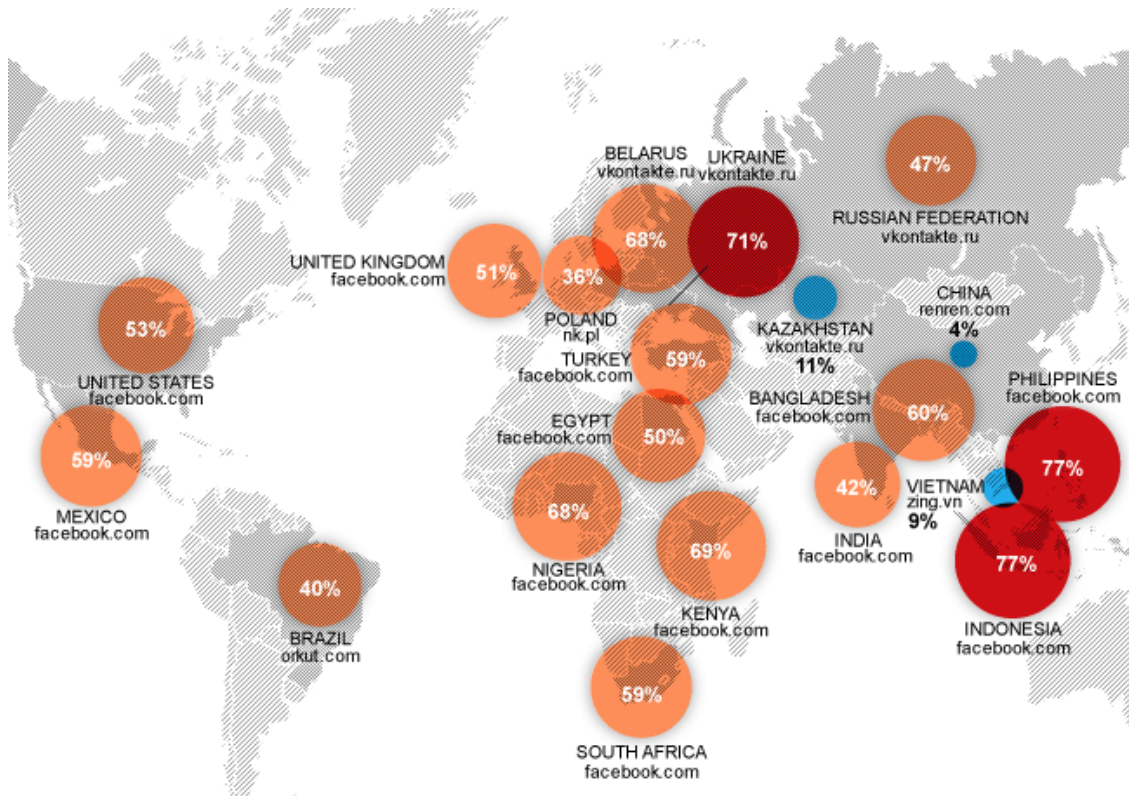 BELARUS
vkontakte.ru
UKRAINE
vkontakte.ru
47%
RUSSIAN FEDERATION
vkontakte.ru
68%
71%
UNITED KINGDOM
facebook.com
51%
36%
POLAND
nk.pl
CHINA
renren.com
4%
KAZAKHSTAN
vkontakte.ru
11%
53%
UNITED STATES
facebook.com
TURKEY
facebook.com
59%
BANGLADESH
facebook.com
60%
PHILIPPINES
facebook.com
77%
EGYPT
facebook.com
50%
59%
MEXICO
facebook.com
42%
INDIA
facebook.com
VIETNAM
zing.vn
9%
68%
NIGERIA
facebook.com
69%
KENYA
facebook.com
77%
INDONESIA
facebook.com
40%
BRAZIL
orkut.com
59%
SOUTH AFRICA
facebook.com